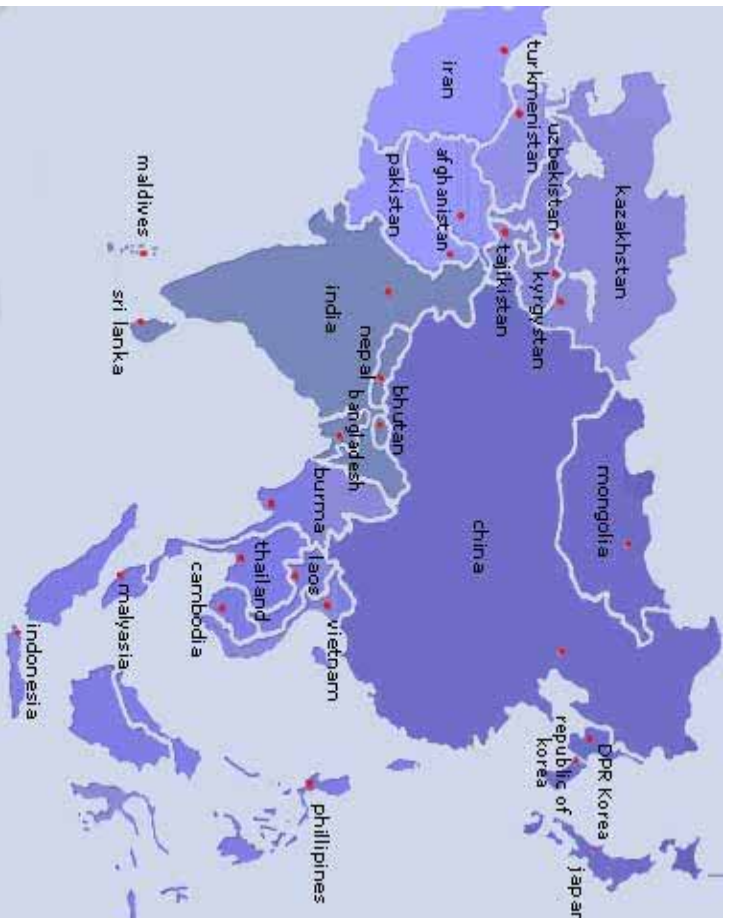 kazakhstan
mongolia
DPR Korea
japan
uzbekistan
republic of
korea
kyrgystan
turkmenistan
tajikistan
china
iran
afghanistan
bhutan
pakistan
nepal
bangladesh
vietnam
india
burma
phillipines
laos
thailand
cambodia
maldives
malyasia
sri lanka
indonesia